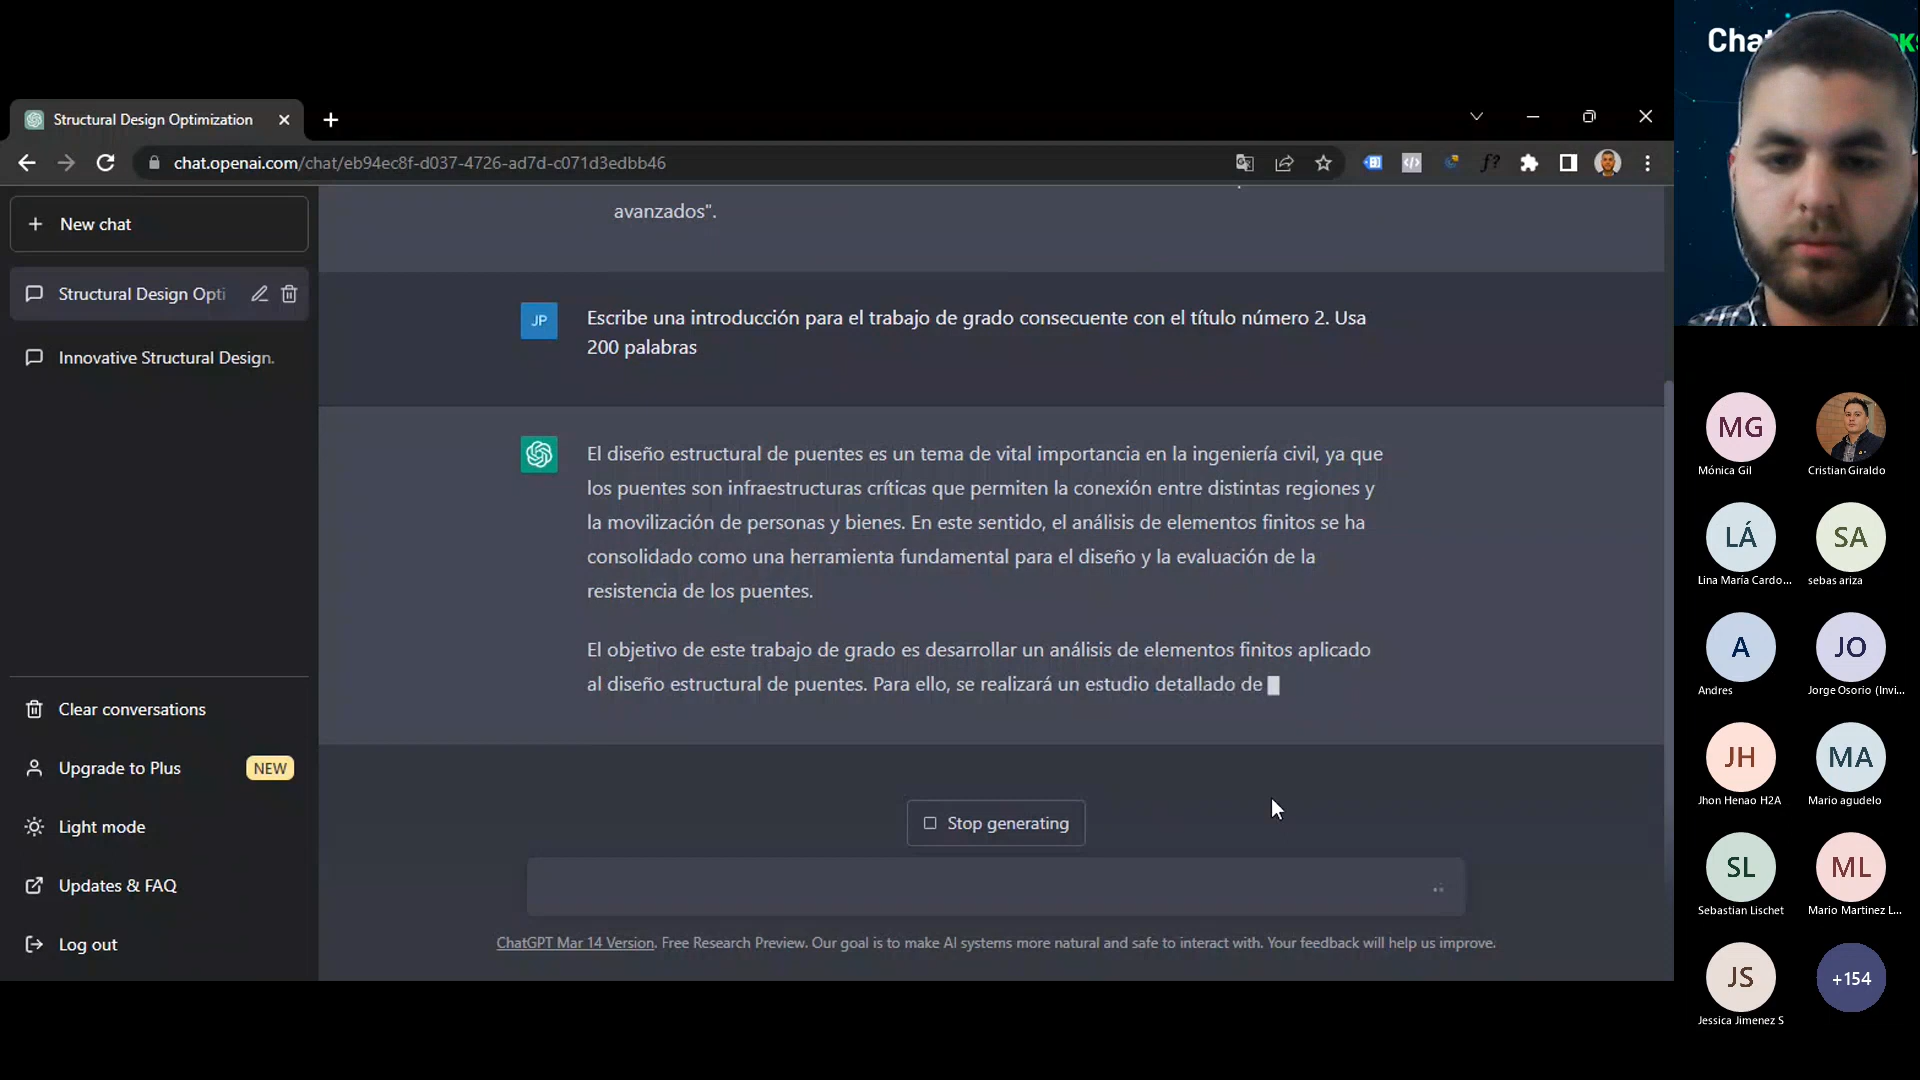 Structural Design Optimization
chat.openai.com/chat/eb94ec8f-d037-4726-ad7d-c071d3edbb46
New chat
Structural Design Opti
Innovative Structural Design.
Clear conversations
Upgrade to Plus
NEW
Light mode
Updates & FAQ
Log out
avanzados".
JP
Escribe una introducción para el trabajo de grado consecuente con el título número 2. Usa
200 palabras
El diseño estructural de puentes es un tema de vital importancia en la ingeniería civil, ya que
los puentes son infraestructuras críticas que permiten la conexión entre distintas regiones y
la movilización de personas y bienes. En este sentido, el análisis de elementos finitos se ha
consolidado como una herramienta fundamental para el diseño y la evaluación de la
resistencia de los puentes.
El objetivo de este trabajo de grado es desarrollar un análisis de elementos finitos aplicado
al diseño estructural de puentes. Para ello, se realizará un estudio detallado de
Stop generating
ChatGPT Mar 14 Version. Free Research Preview. Our goal is to make AI systems more natural and safe to interact with. Your feedback will help us improve.
MG
Mónica Gil
Cristian Giraldo
LÁ
Lina María Cardo...
SA
sebas ariza
A
Andres
JO
Jorge Osorio (Invi...
JH
Jhon Henao H2A
MA
Mario agudelo
SL
Sebastian Lischet
ML
Mario Martinez L...
JS
Jessica Jimenez S
+154